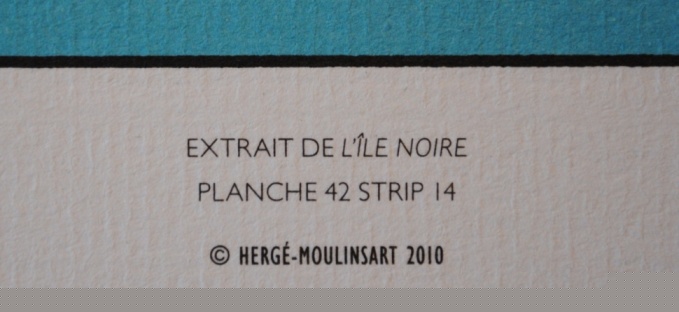 EXTRAIT DE L'ÎLE NOIRE
PLANCHE 42 STRIP 14
© HERGÉ-MOULINSART 2010